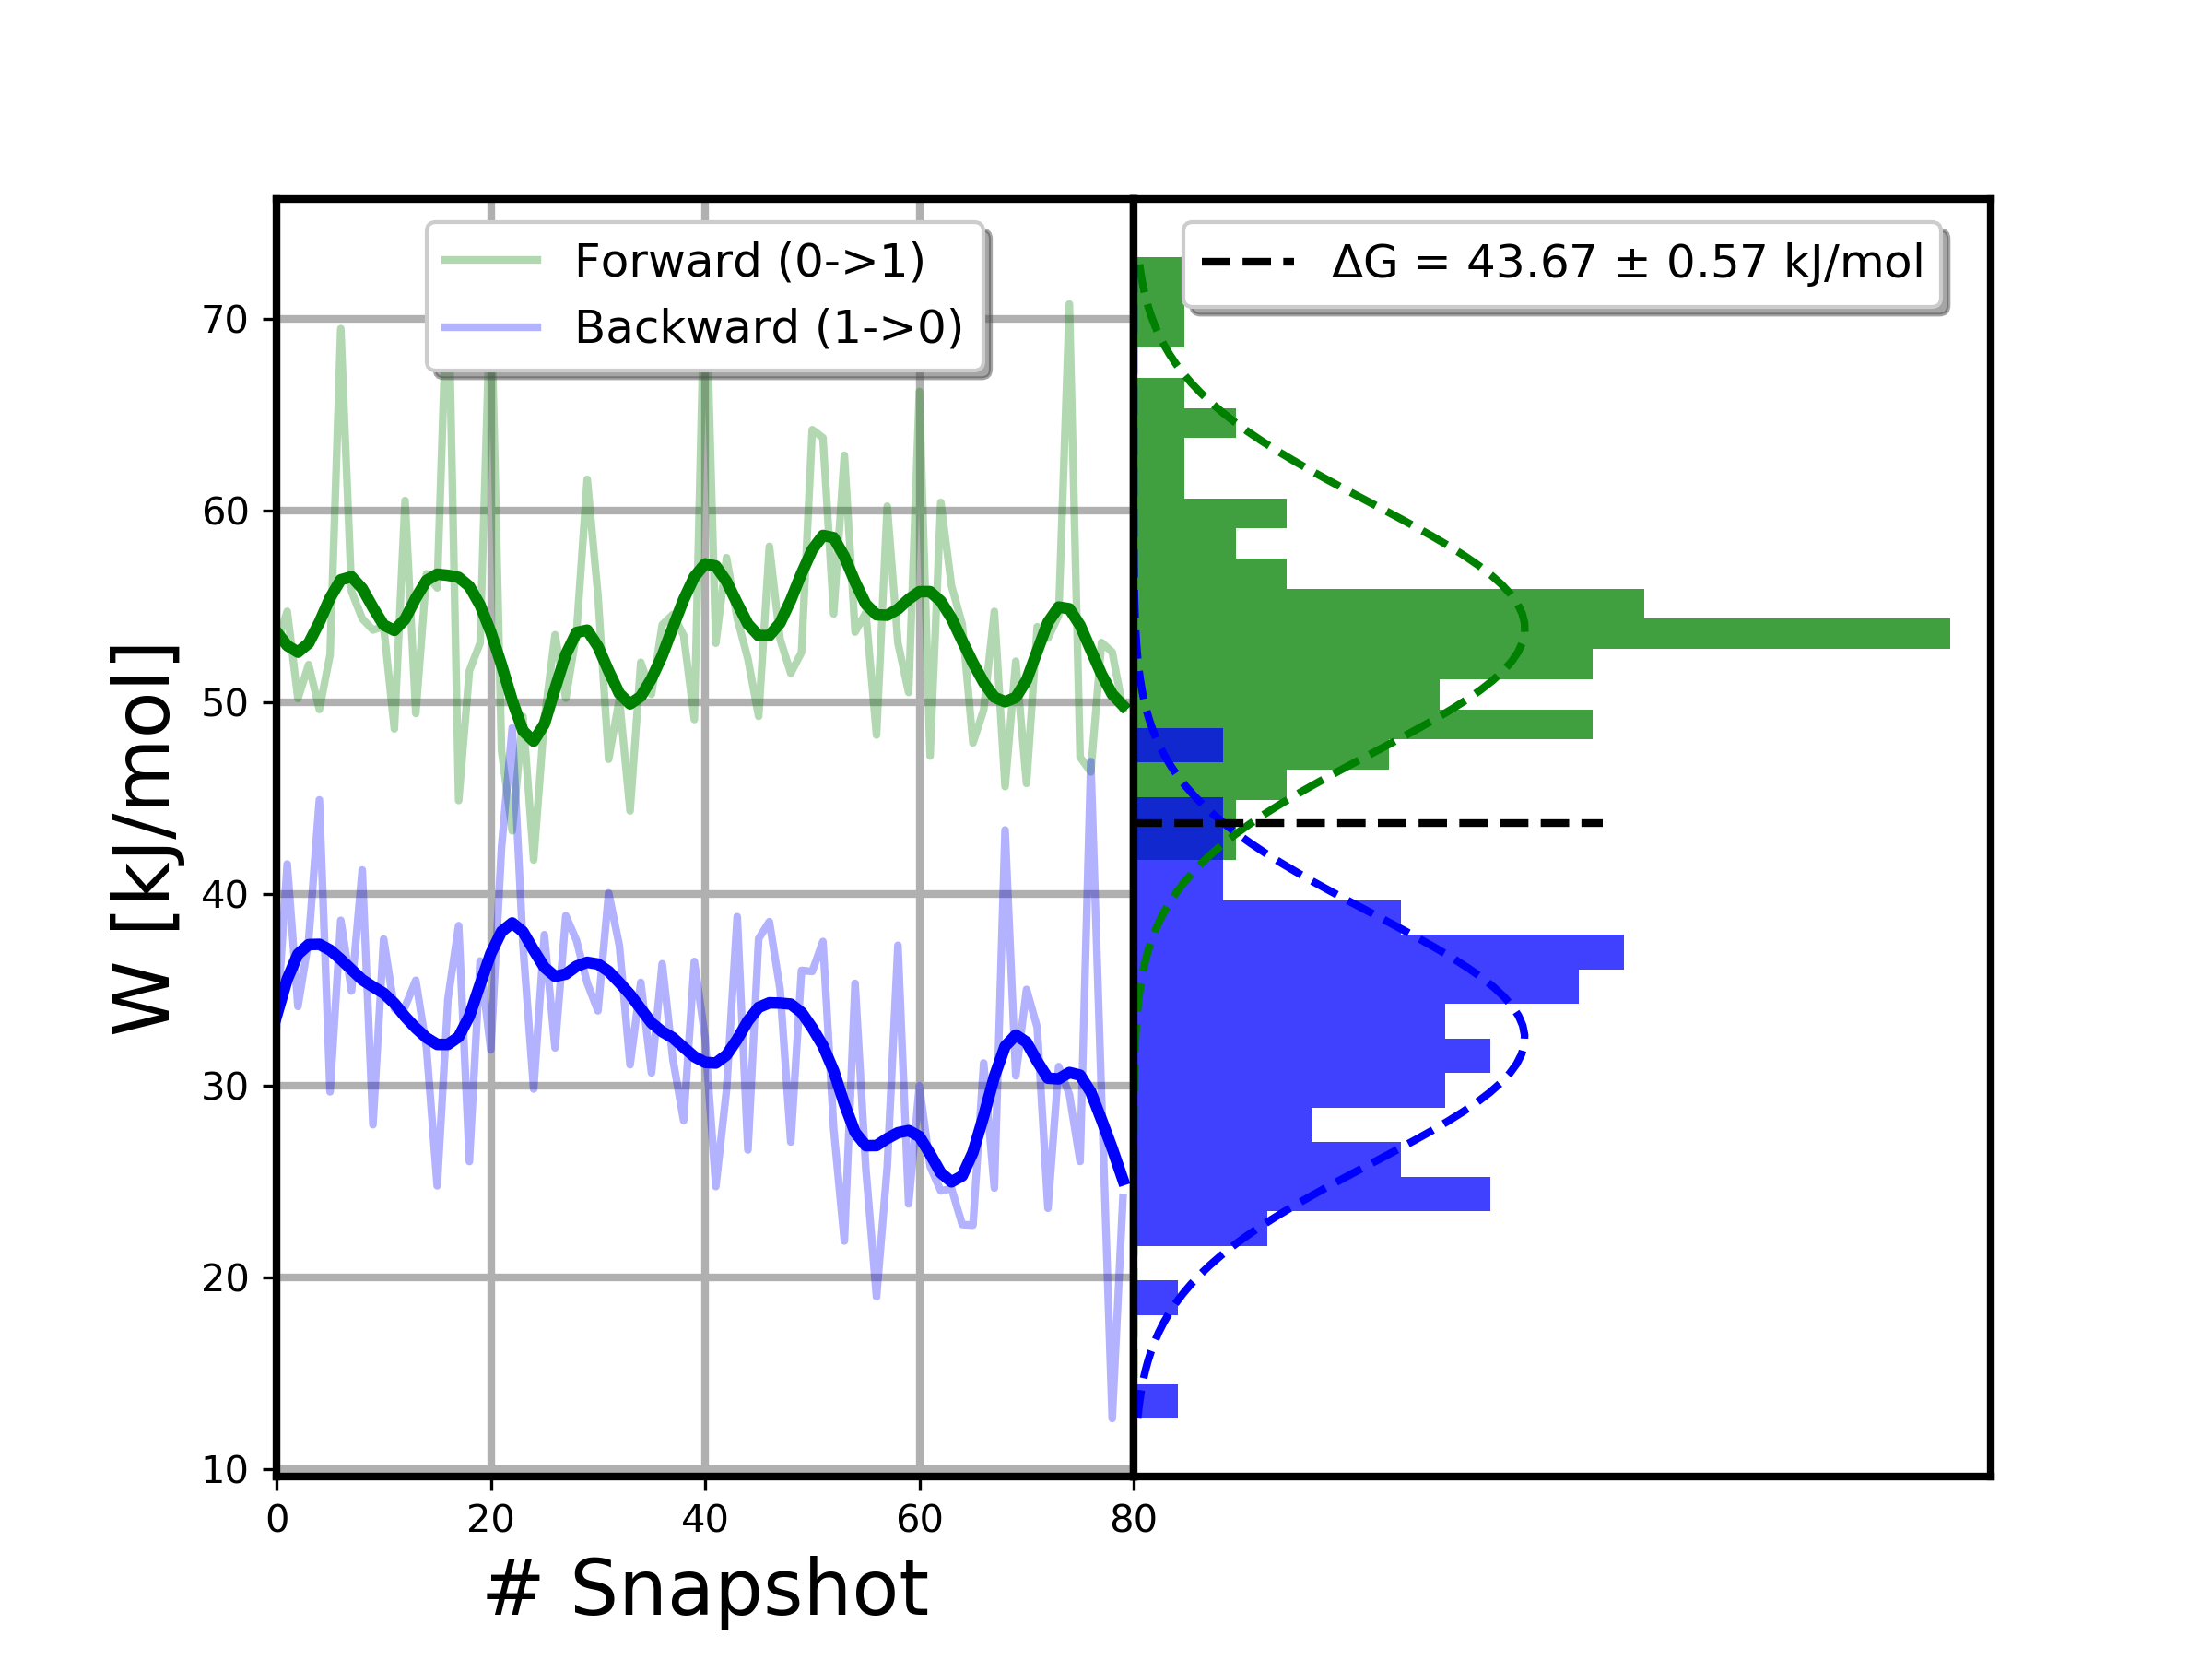 Forward (0->1)
Backward (1->0)
ΔG = 43.67 ± 0.57 kJ/mol
W [kJ/mol]
70
60
50
40
30
20
10
0 20 40 60 80
# Snapshot